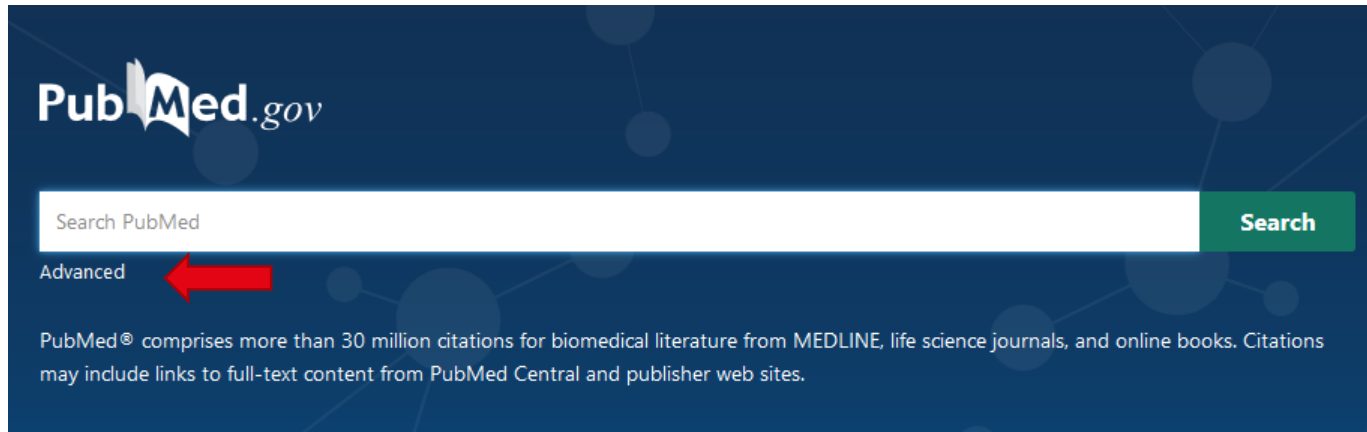 PubMed.gov
Search PubMed
Search
Advanced
PubMed® comprises more than 30 million citations for biomedical literature from MEDLINE, life science journals, and online books. Citations
may include links to full-text content from PubMed Central and publisher web sites.